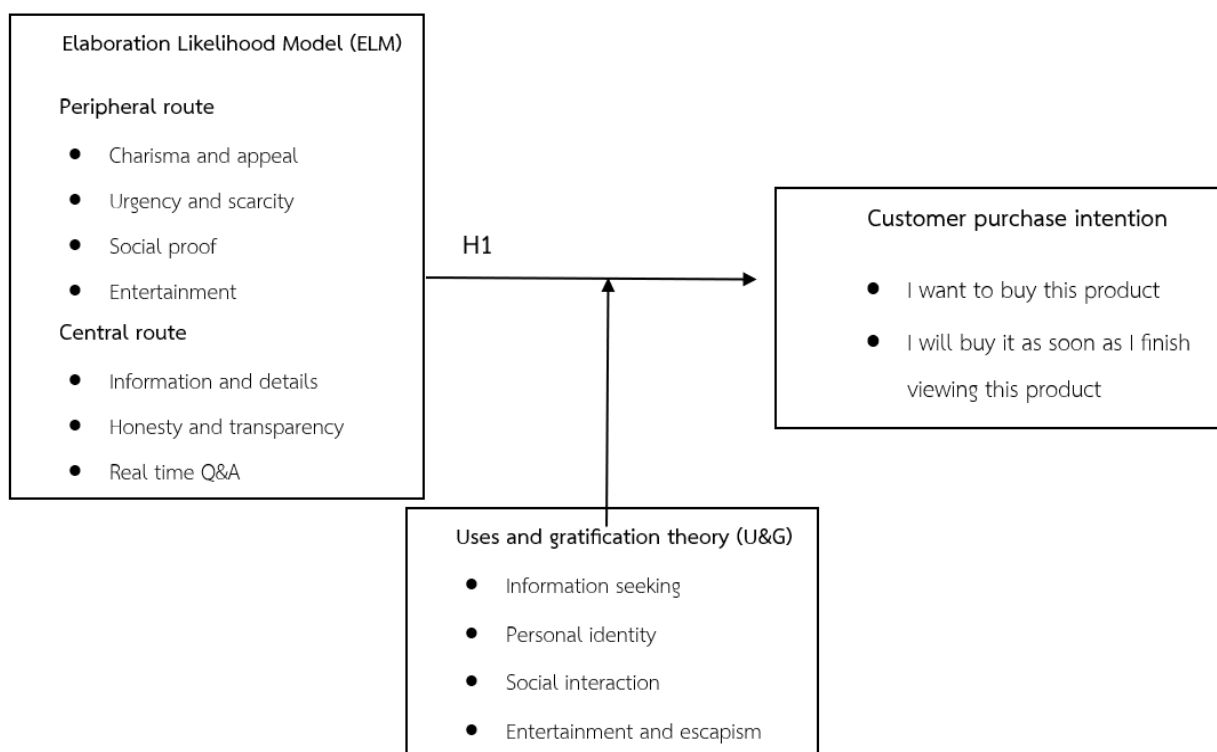 Elaboration Likelihood Model (ELM)
Peripheral route
● Charisma and appeal
● Urgency and scarcity
● Social proof
● Entertainment
Central route
● Information and details
● Honesty and transparency
● Real time Q&A
H1
Customer purchase intention
● I want to buy this product
● I will buy it as soon as I finish
viewing this product
Uses and gratification theory (U&G)
● Information seeking
● Personal identity
● Social interaction
● Entertainment and escapism